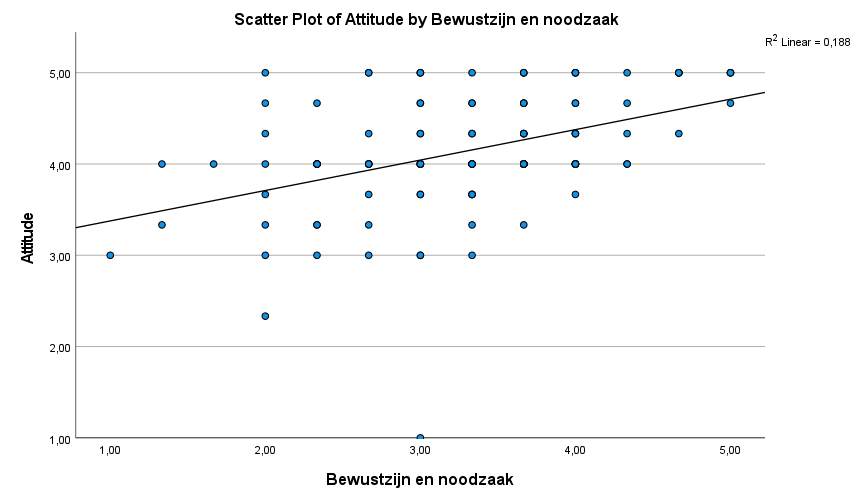 Scatter Plot of Attitude by Bewustzijn en noodzaak
R2 Linear = 0,188
5,00
4,00
3,00
2,00
1,00
Attitude
1,00 2,00 3,00 4,00 5,00
Bewustzijn en noodzaak